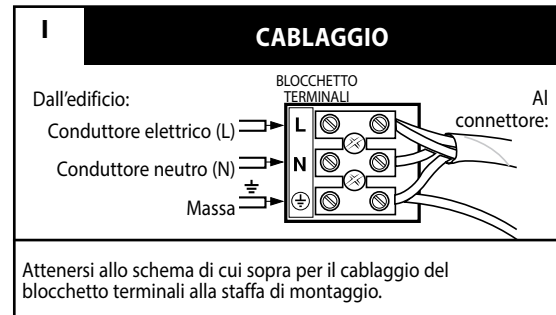 I
CABLAGGIO
BLOCCHETTO
TERMINALI
Dall'edificio:
Al
connettore:
Conduttore elettrico (L)
L
Conduttore neutro (N)
N
Massa
Attenersi allo schema di cui sopra per il cablaggio del
blocchetto terminali alla staffa di montaggio.